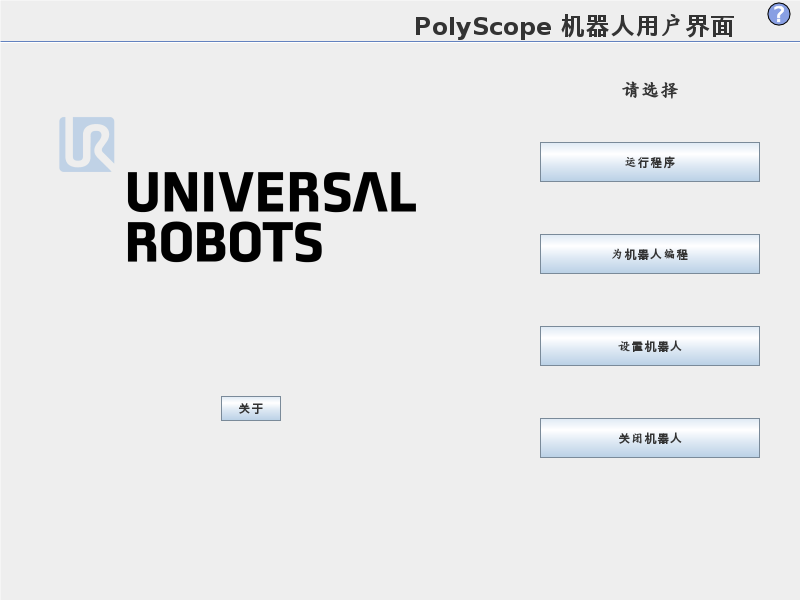 PolyScope 机器人用户界面
?
请选择
UR
UNIVERSAL
ROBOTS
运行程序
为机器人编程
设置机器人
关于
关闭机器人